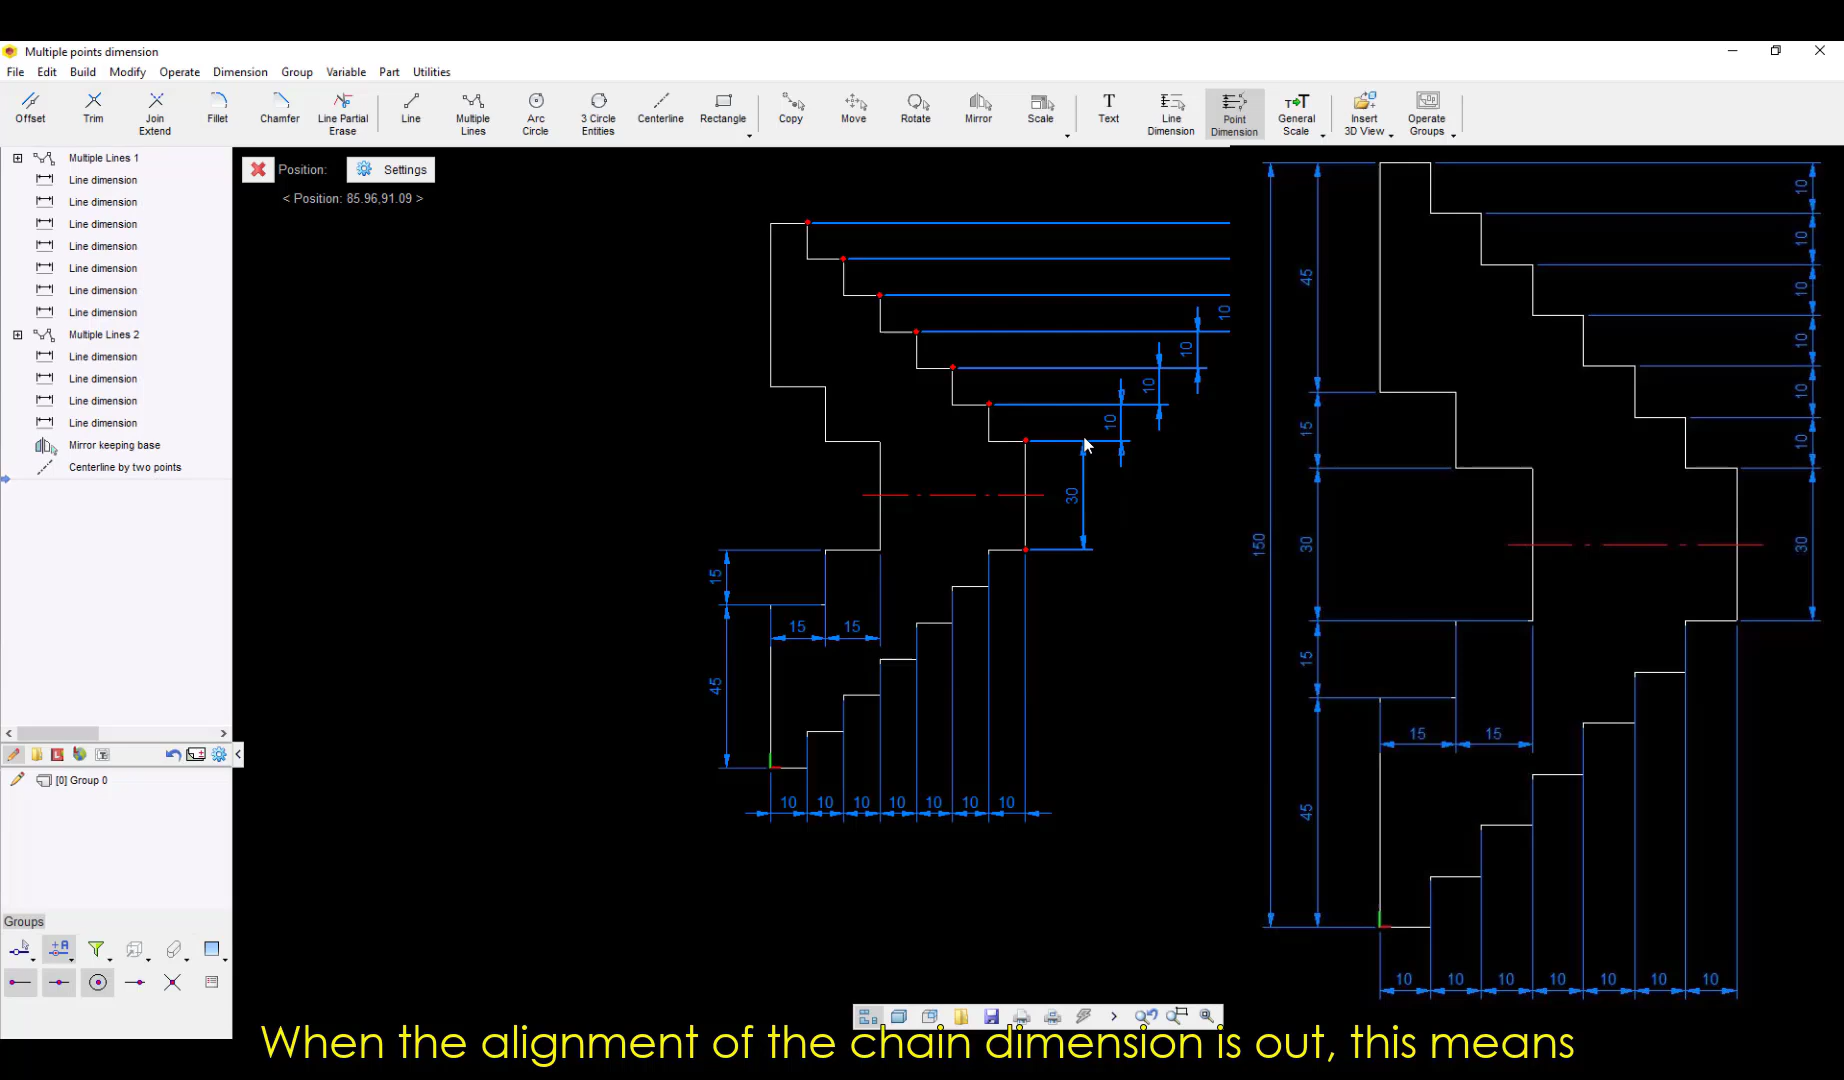 Multiple points dimension
File Edit Build Modify Operate Dimension Group Variable Part Utilities
Offset Trim Join Extend Fillet Chamfer Line Partial Erase Line Multiple Lines Arc Circle 3 Circle Entities Centerline Rectangle Copy Move Rotate Mirror Scale Text Line Dimension Point Dimension General Scale Insert 3D View Operate Groups
Multiple Lines 1
Line dimension
Line dimension
Line dimension
Line dimension
Line dimension
Line dimension
Line dimension
Multiple Lines 2
Line dimension
Line dimension
Line dimension
Line dimension
Mirror keeping base
Centerline by two points
[0] Group 0
Groups
Position: Settings
< Position: 85.96,91.09 >
10
10
10
10
30
15
15 15
45
10 10 10 10 10 10 10
10
10
10
10
10
10
45
15
150 30 30
15
15 15
45
10 10 10 10 10 10 10
When the alignment of the chain dimension is out, this means